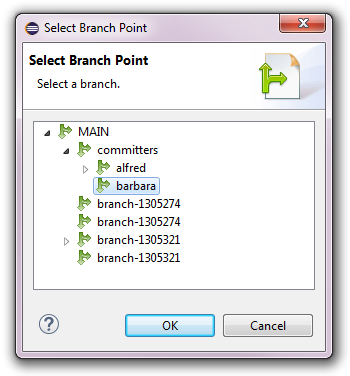 Select Branch Point
Select Branch Point
Select a branch.
MAIN
committers
alfred
barbara
branch-1305274
branch-1305274
branch-1305321
branch-1305321
OK
Cancel